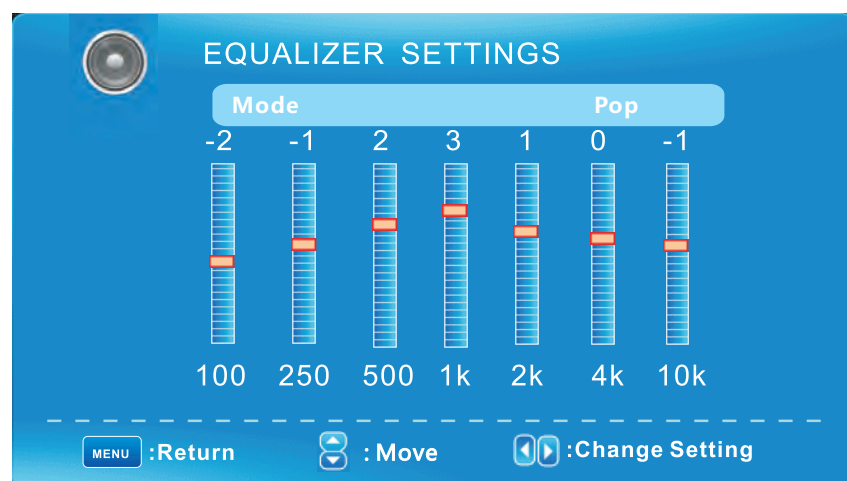 EQUALIZER SETTINGS
Mode Pop
-2 -1 2 3 1 0 -1
100 250 500 1k 2k 4k 10k
MENU :Return : Move :Change Setting